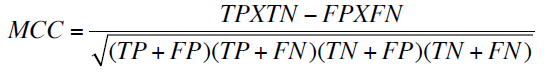 MCC = TPXTN − FPXFN / √(TP + FP)(TP + FN)(TN + FP)(TN + FN)